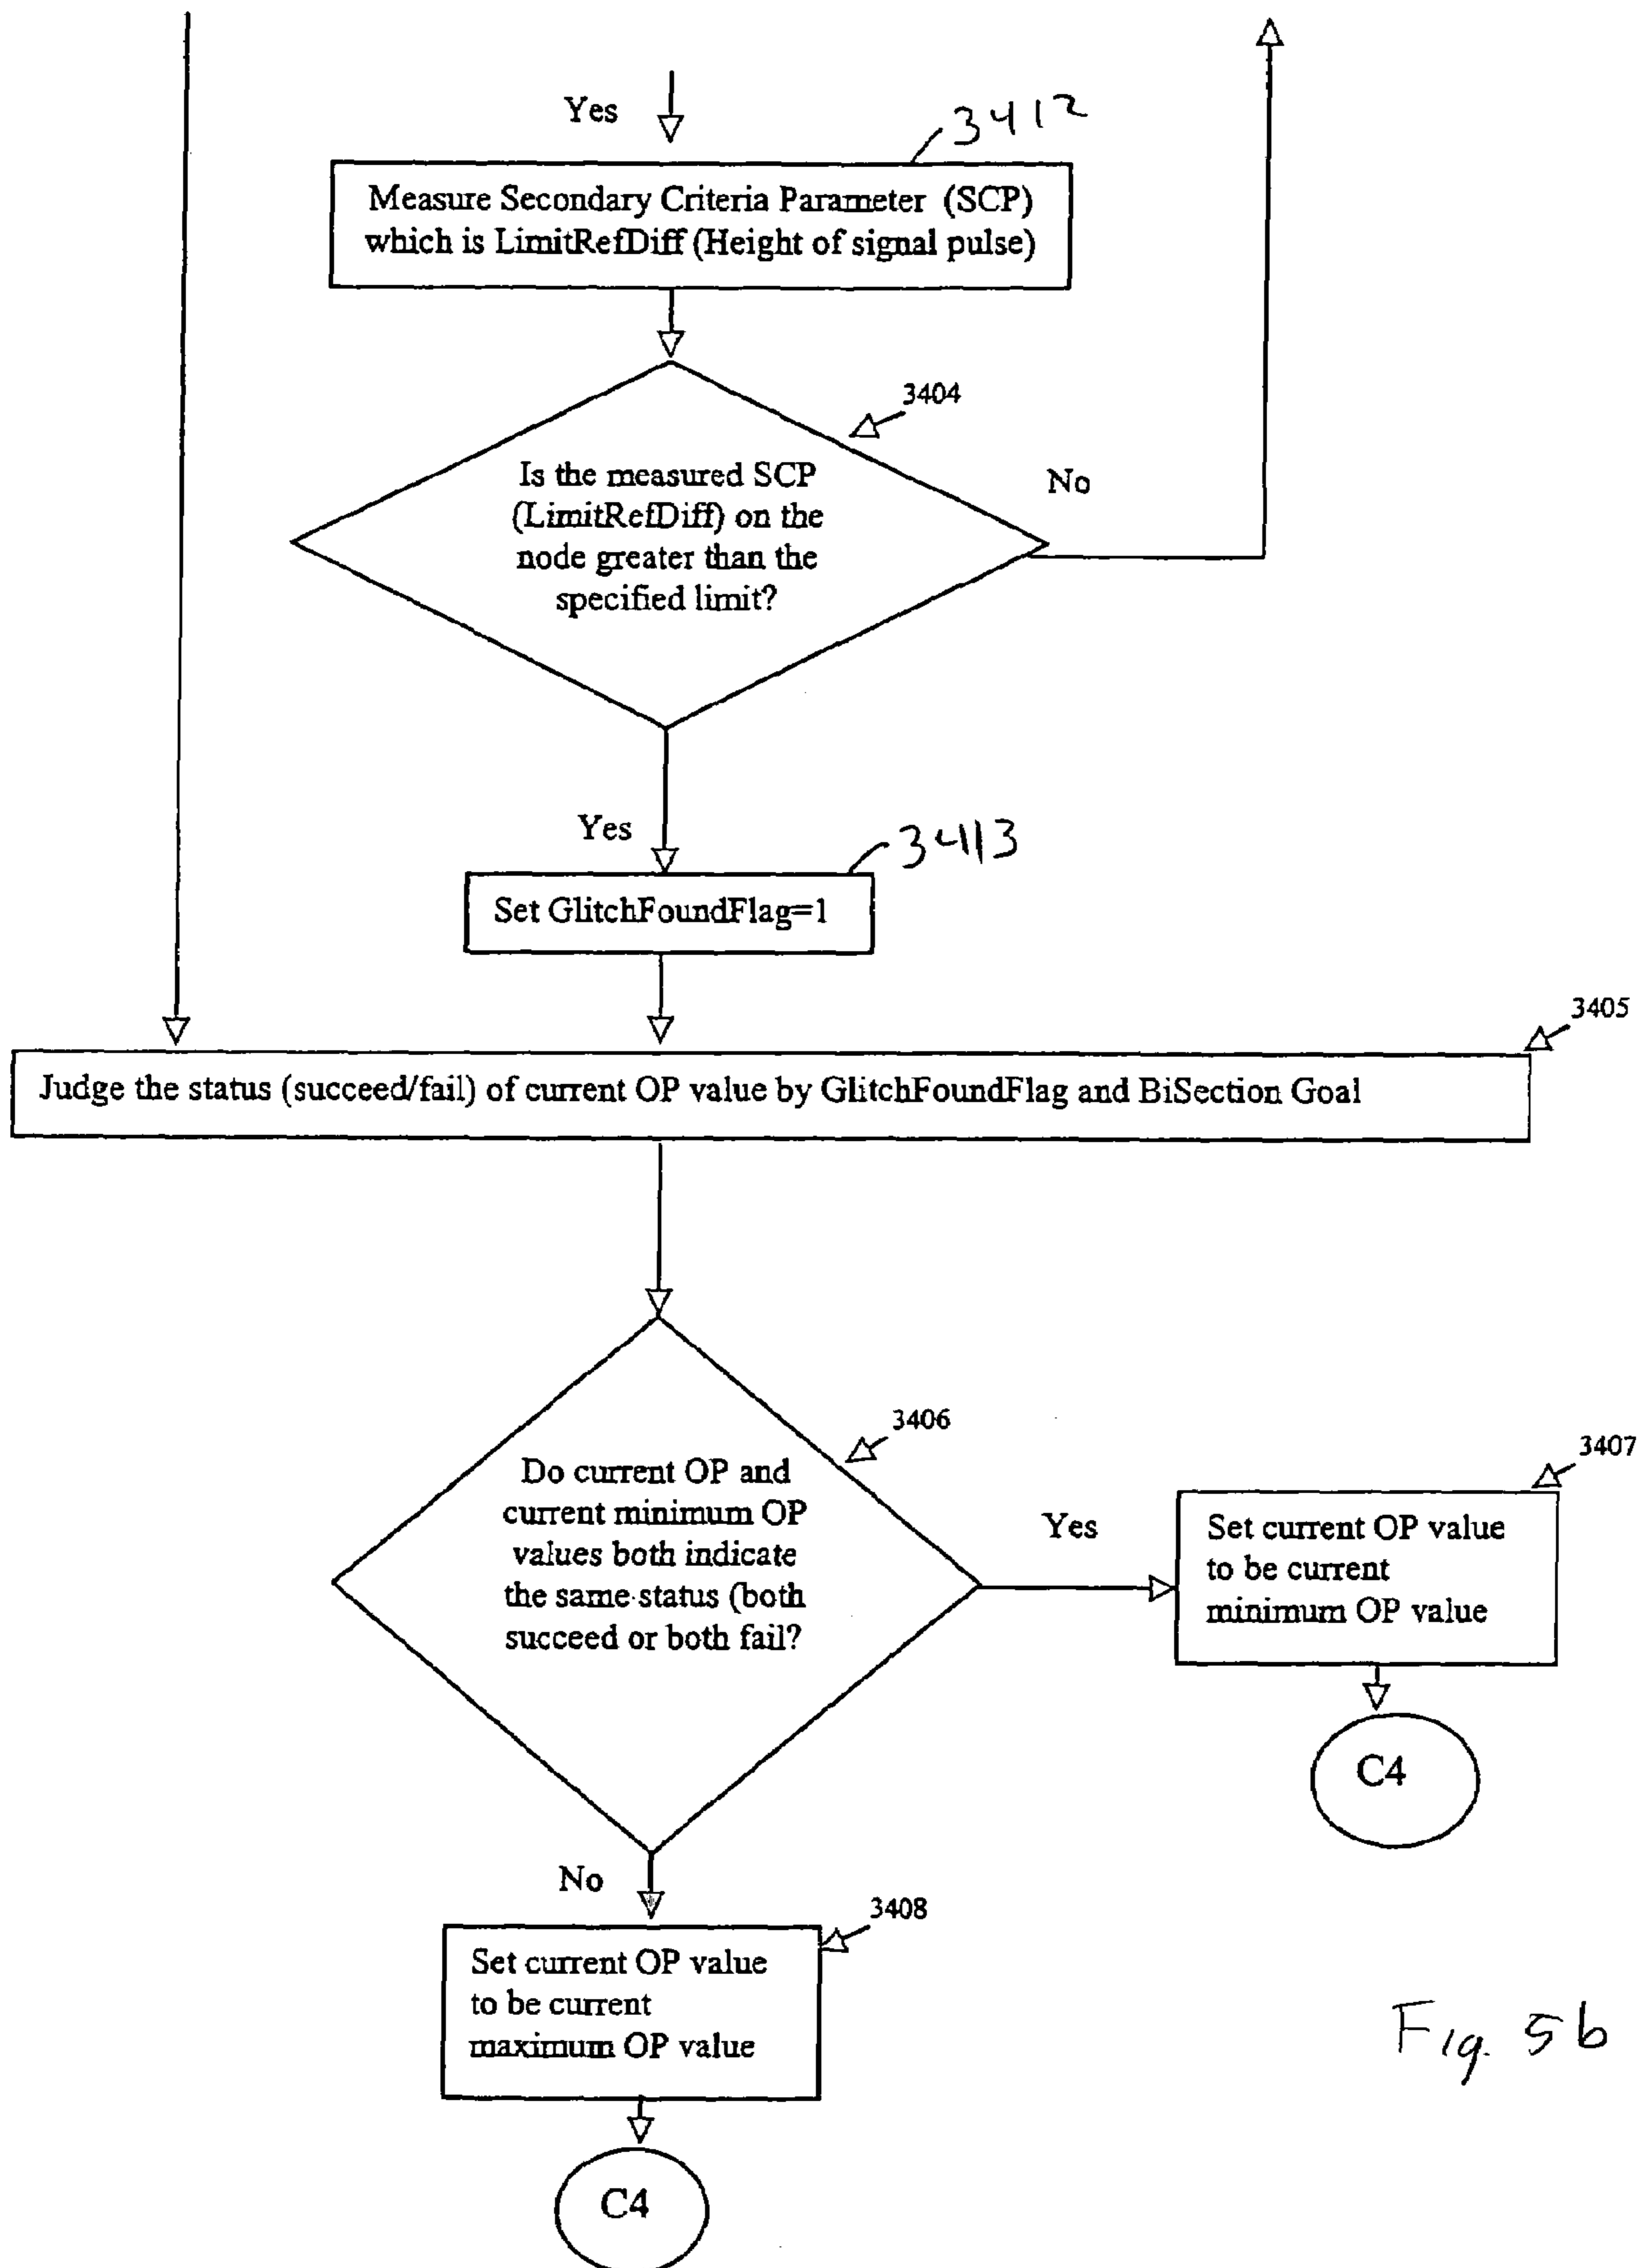 Yes
3412
Measure Secondary Criteria Parameter (SCP)
which is LimitRefDiff (Height of signal pulse)
3404
Is the measured SCP
(LimitRefDiff) on the
node greater than the
specified limit?
No
Yes
3413
Set GlitchFoundFlag=1
3405
Judge the status (succeed/fail) of current OP value by GlitchFoundFlag and BiSection Goal
3406
Do current OP and
current minimum OP
values both indicate
the same status (both
succeed or both fail?
Yes
3407
Set current OP value
to be current
minimum OP value
C4
No
3408
Set current OP value
to be current
maximum OP value
C4
Fig. 5b